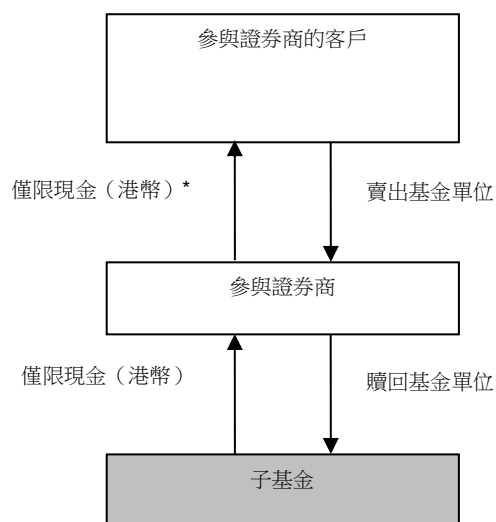 參與證券商的客戶
僅限現金（港幣）*
賣出基金單位
參與證券商
僅限現金（港幣）
贖回基金單位
子基金